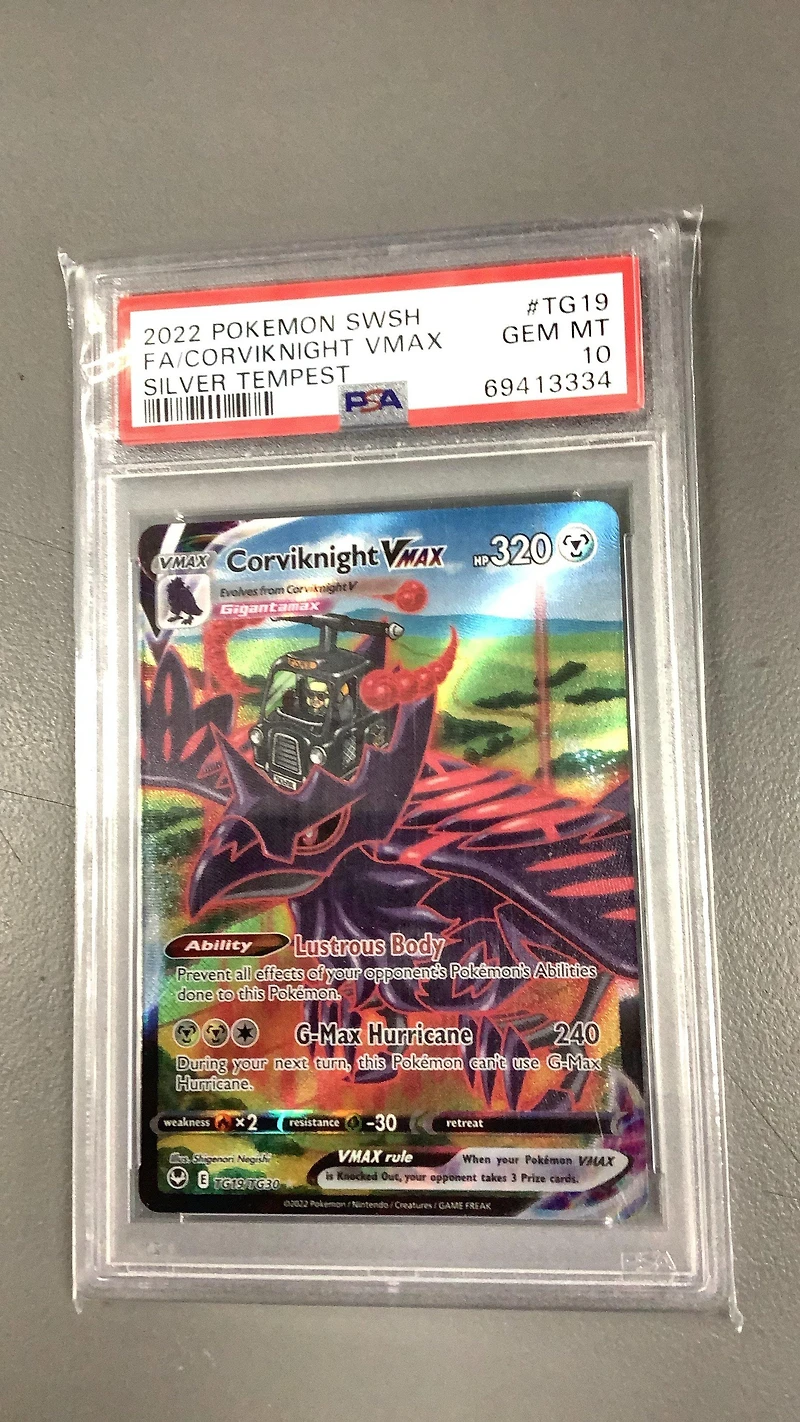 2022 POKEMON SWSH #TG19
FA/CORVIKNIGHT VMAX GEM MT
SILVER TEMPEST 10
PSA 69413334
VMAX Corviknight VMAX HP 320
Evolves from Corviknight V
Gigantamax
Ability Lustrous Body
Prevent all effects of your opponent's Pokémon's Abilities
done to this Pokémon.
G-Max Hurricane 240
During your next turn, this Pokémon can't use G-Max
Hurricane.
weakness ×2 resistance -30 retreat
Illus. Shigenori Negishi
VMAX rule When your Pokémon VMAX
is Knocked Out, your opponent takes 3 Prize cards.
E TG19/TG30
©2022 Pokémon / Nintendo / Creatures / GAME FREAK
PSA